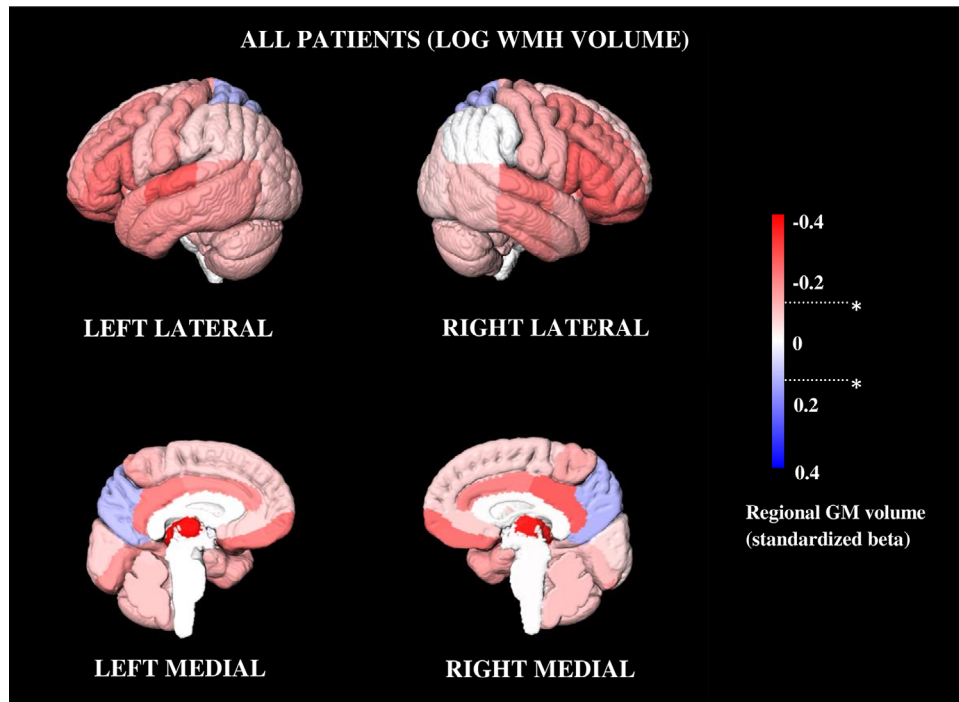 ALL PATIENTS (LOG WMH VOLUME)
LEFT LATERAL
RIGHT LATERAL
-0.4
-0.2
*
0
*
0.2
0.4
Regional GM volume
(standardized beta)
LEFT MEDIAL
RIGHT MEDIAL